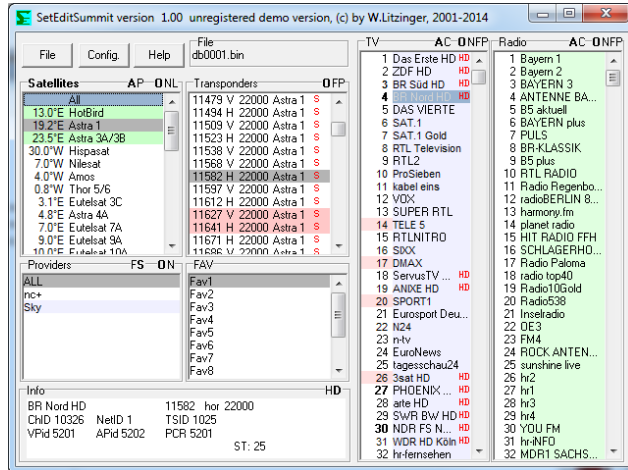 SetEditSummit version 1.00 unregistered demo version, (c) by W.Litzinger, 2001-2014
File Config. Help
File
db0001.bin
Satellites AP ONL
All
13.0°E HotBird
19.2°E Astra 1
23.5°E Astra 3A/3B
30.0°W Hispasat
7.0°W Nilesat
4.0°W Amos
0.8°W Thor 5/6
3.1°E Eutelsat 3C
4.8°E Astra 4A
7.0°E Eutelsat 7A
9.0°E Eutelsat 9A
10.0°E Eutelsat 10A
Transponders OFP
11479 V 22000 Astra 1 S
11494 H 22000 Astra 1 S
11509 V 22000 Astra 1 S
11523 H 22000 Astra 1 S
11538 V 22000 Astra 1 S
11553 H 22000 Astra 1 S
11568 V 22000 Astra 1 S
11582 H 22000 Astra 1 S
11597 V 22000 Astra 1 S
11612 H 22000 Astra 1 S
11627 V 22000 Astra 1 S
11641 H 22000 Astra 1 S
11671 H 22000 Astra 1 S
11686 V 22000 Astra 1 S
Providers FS ON
ALL
nc+
Sky
FAV
Fav1
Fav2
Fav3
Fav4
Fav5
Fav6
Fav7
Fav8
Info HD
BR Nord HD 11582 hor 22000
ChID 10326 NetID 1 TSID 1025
VPid 5201 APid 5202 PCR 5201
ST: 25
TV AC ONFP
1 Das Erste HD HD
2 ZDF HD HD
3 BR Süd HD HD
4 BR Nord HD HD
5 DAS VIERTE
6 SAT.1
7 SAT.1 Gold
8 RTL Television
9 RTL2
10 ProSieben
11 kabel eins
12 VOX
13 SUPER RTL
14 TELE 5
15 RTLNITRO
16 SIXX
17 DMAX
18 ServusTV ... HD
19 ANIXE HD HD
20 SPORT1
21 Eurosport Deu...
22 N24
23 n-tv
24 EuroNews
25 tagesschau24
26 3sat HD HD
27 PHOENIX ... HD
28 arte HD HD
29 SWR BW HD HD
30 NDR FS N... HD
31 WDR HD Köln HD
32 hr-fernsehen
Radio AC ONFP
1 Bayern 1
2 Bayern 2
3 BAYERN 3
4 ANTENNE BA...
5 B5 aktuell
6 BAYERN plus
7 PULS
8 BR-KLASSIK
9 B5 plus
10 RTL RADIO
11 Radio Regenbo...
12 radioBERLIN 8...
13 harmony.fm
14 planet radio
15 HIT RADIO FFH
16 SCHLAGERHO...
17 Radio Paloma
18 radio top40
19 Radio10Gold
20 Radio538
21 Inselradio
22 OE3
23 FM4
24 ROCK ANTEN...
25 sunshine live
26 hr2
27 hr1
28 hr3
29 hr4
30 YOU FM
31 hr-iNFO
32 MDR1 SACHS...